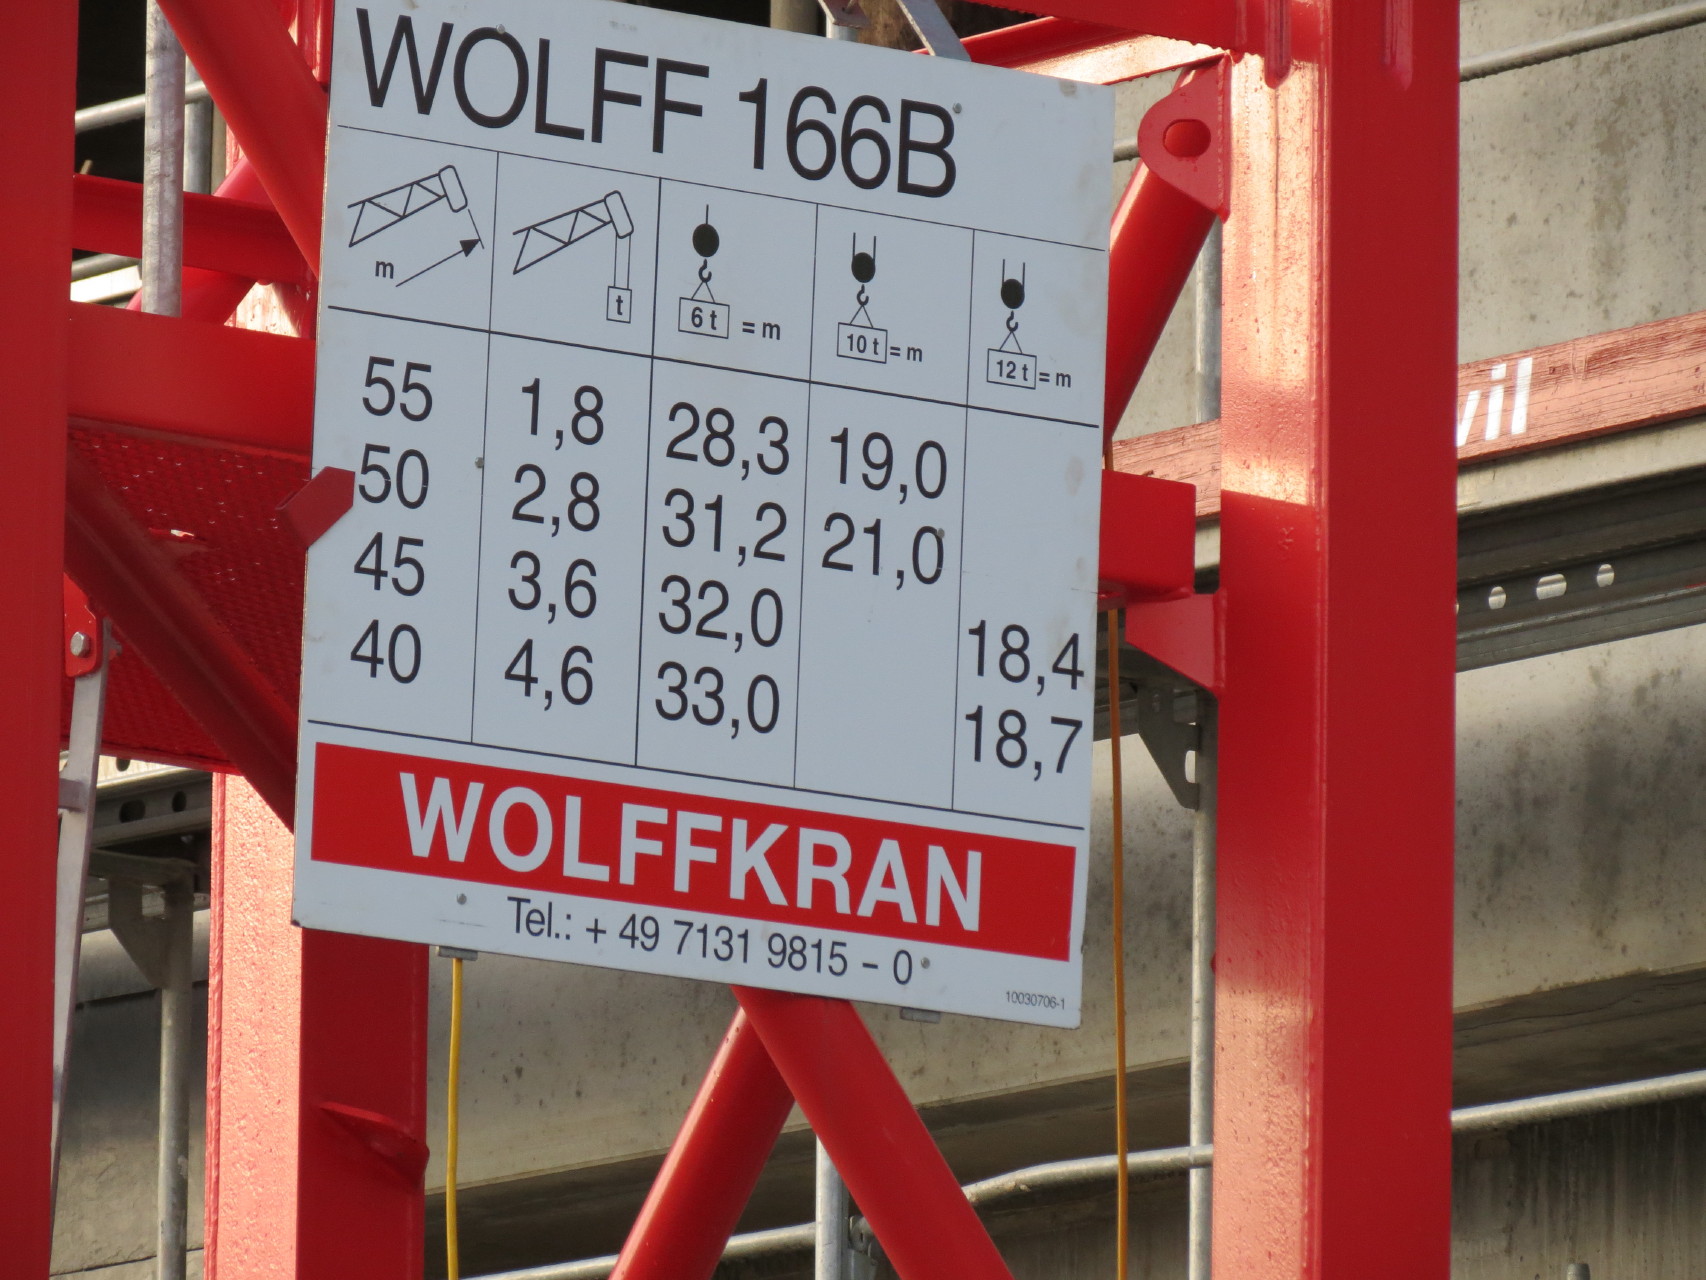 WOLFF 166B
m
t
6 t = m
10 t = m
12 t = m
55 1,8 28,3 19,0
50 2,8 31,2 21,0
45 3,6 32,0 18,4
40 4,6 33,0 18,7
WOLFFKRAN
Tel.: + 49 7131 9815 - 0
10030706-1
vil